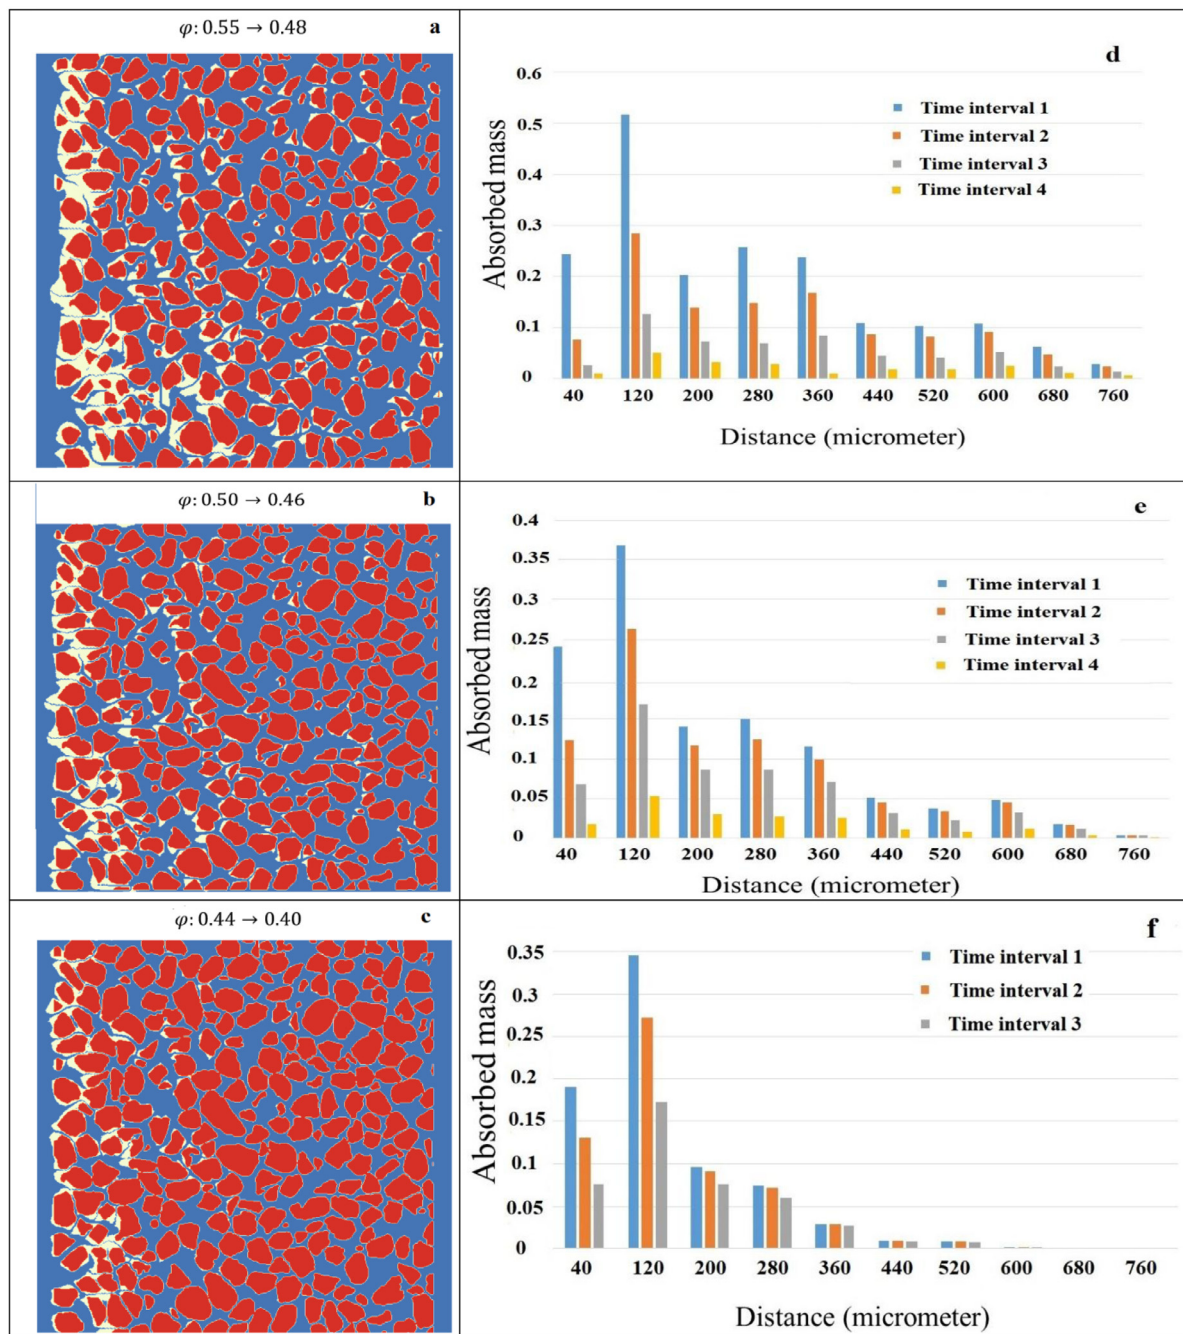 φ: 0.55 → 0.48
a
d
Absorbed mass
0.6
0.5
0.4
0.3
0.2
0.1
0
Time interval 1
Time interval 2
Time interval 3
Time interval 4
40 120 200 280 360 440 520 600 680 760
Distance (micrometer)
φ: 0.50 → 0.46
b
e
Absorbed mass
0.4
0.35
0.3
0.25
0.2
0.15
0.1
0.05
0
Time interval 1
Time interval 2
Time interval 3
Time interval 4
40 120 200 280 360 440 520 600 680 760
Distance (micrometer)
φ: 0.44 → 0.40
c
f
Absorbed mass
0.35
0.3
0.25
0.2
0.15
0.1
0.05
0
Time interval 1
Time interval 2
Time interval 3
40 120 200 280 360 440 520 600 680 760
Distance (micrometer)